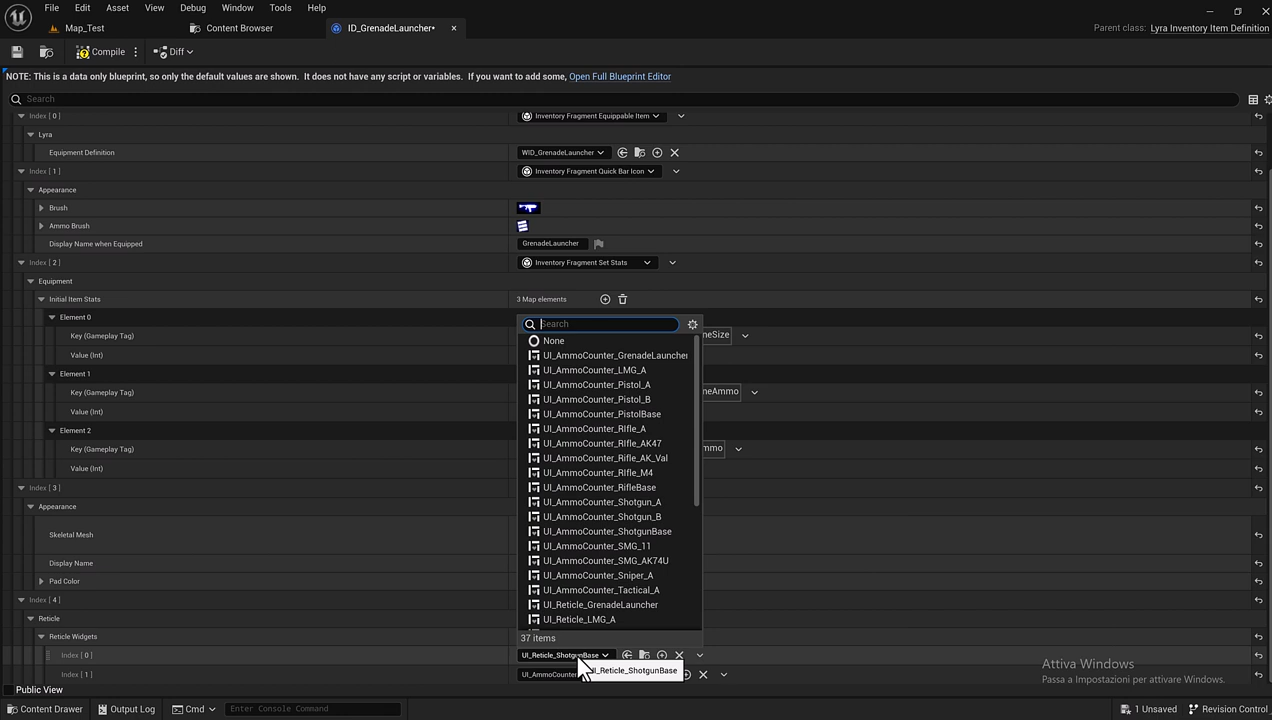 File Edit Asset View Debug Window Tools Help
Map_Test Content Browser ID_GrenadeLauncher* Parent class: Lyra Inventory Item Definition
Compile Diff
NOTE: This is a data only blueprint, so only the default values are shown. It does not have any script or variables. If you want to add some, Open Full Blueprint Editor
Search
Index [ 0 ] Inventory Fragment Equippable Item
Lyra
Equipment Definition WID_GrenadeLauncher
Index [ 1 ] Inventory Fragment Quick Bar Icon
Appearance
Brush
Ammo Brush
Display Name when Equipped GrenadeLauncher
Index [ 2 ] Inventory Fragment Set Stats
Equipment
Initial Item Stats 3 Map elements
Element 0
Key (Gameplay Tag) neSize
Value (Int)
Element 1
Key (Gameplay Tag) neAmmo
Value (Int)
Element 2
Key (Gameplay Tag) mmo
Value (Int)
Index [ 3 ]
Appearance
Skeletal Mesh
Display Name
Pad Color
Index [ 4 ]
Reticle
Reticle Widgets
Index [ 0 ] UI_Reticle_ShotgunBase
Index [ 1 ] UI_AmmoCounter
Search
None
UI_AmmoCounter_GrenadeLauncher
UI_AmmoCounter_LMG_A
UI_AmmoCounter_Pistol_A
UI_AmmoCounter_Pistol_B
UI_AmmoCounter_PistolBase
UI_AmmoCounter_RIfle_A
UI_AmmoCounter_RIfle_AK47
UI_AmmoCounter_Rifle_AK_Val
UI_AmmoCounter_RIfle_M4
UI_AmmoCounter_RifleBase
UI_AmmoCounter_Shotgun_A
UI_AmmoCounter_Shotgun_B
UI_AmmoCounter_ShotgunBase
UI_AmmoCounter_SMG_11
UI_AmmoCounter_SMG_AK74U
UI_AmmoCounter_Sniper_A
UI_AmmoCounter_Tactical_A
UI_Reticle_GrenadeLauncher
UI_Reticle_LMG_A
37 items
UI_Reticle_ShotgunBase
Attiva Windows
Passa a Impostazioni per attivare Windows.
Public View
Content Drawer Output Log Cmd Enter Console Command 1 Unsaved Revision Control